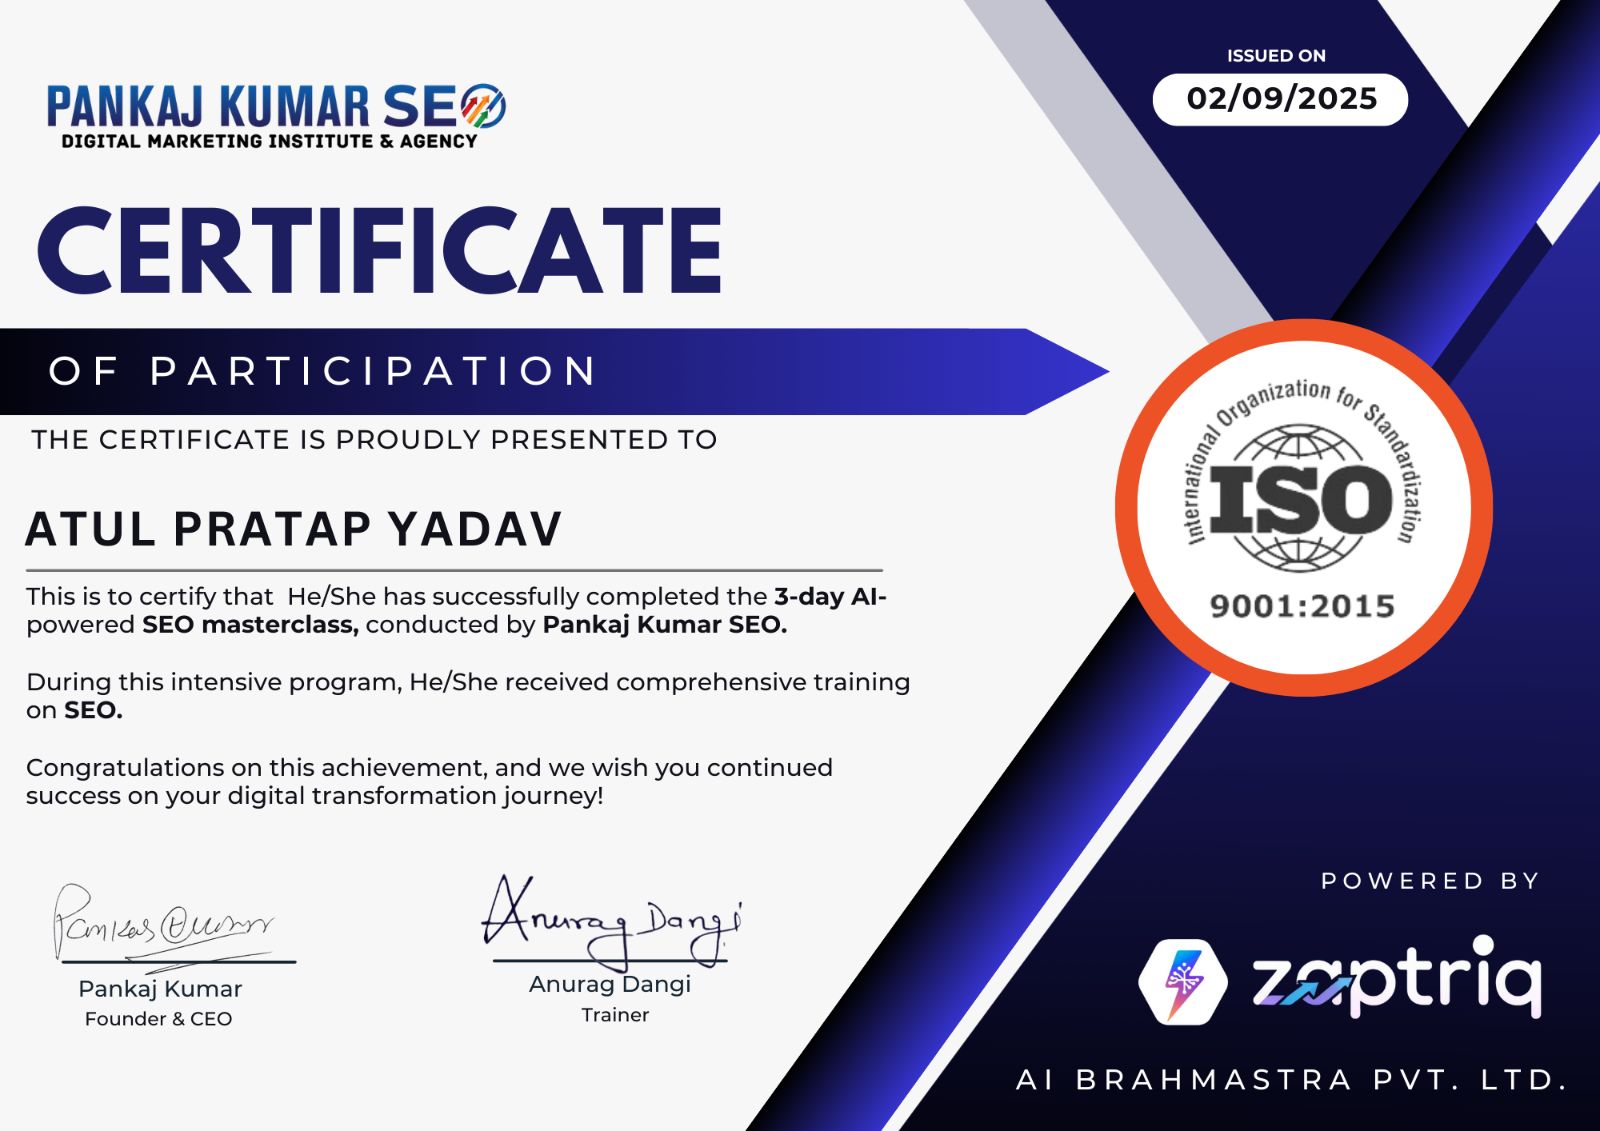 PANKAJ KUMAR SEO
DIGITAL MARKETING INSTITUTE & AGENCY
ISSUED ON
02/09/2025
CERTIFICATE
OF PARTICIPATION
THE CERTIFICATE IS PROUDLY PRESENTED TO
ATUL PRATAP YADAV
This is to certify that He/She has successfully completed the 3-day AI-
powered SEO masterclass, conducted by Pankaj Kumar SEO.
During this intensive program, He/She received comprehensive training
on SEO.
Congratulations on this achievement, and we wish you continued
success on your digital transformation journey!
International Organization for Standardization
ISO
9001:2015
Pankaj Kumar
Anurag Dangi
Pankaj Kumar
Founder & CEO
Anurag Dangi
Trainer
POWERED BY
zaptriq
AI BRAHMASTRA PVT. LTD.